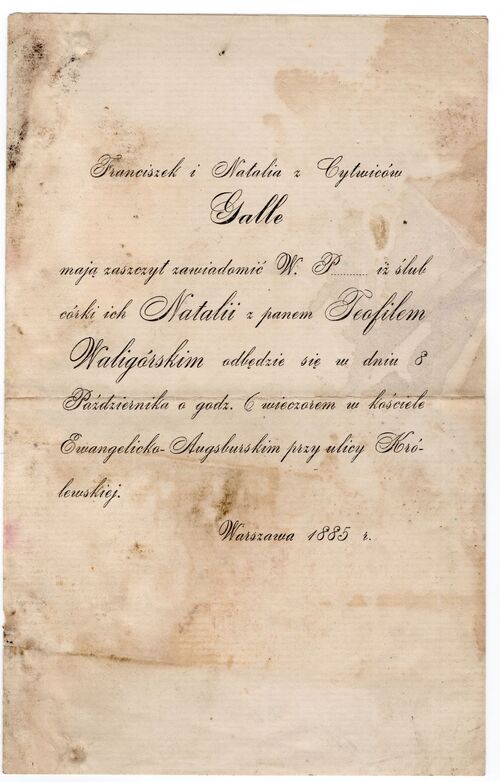 Franciszek i Natalia z Cytwiców
Galle
mają zaszczyt zawiadomić W. P......... iż ślub
córki ich Natalii z panem Teofilem
Waligórskim odbędzie się w dniu 8
Października o godz. 6 wieczorem w kościele
Ewangelicko-Augsburskim przy ulicy Kró-
lewskiej.
Warszawa 1885 r.